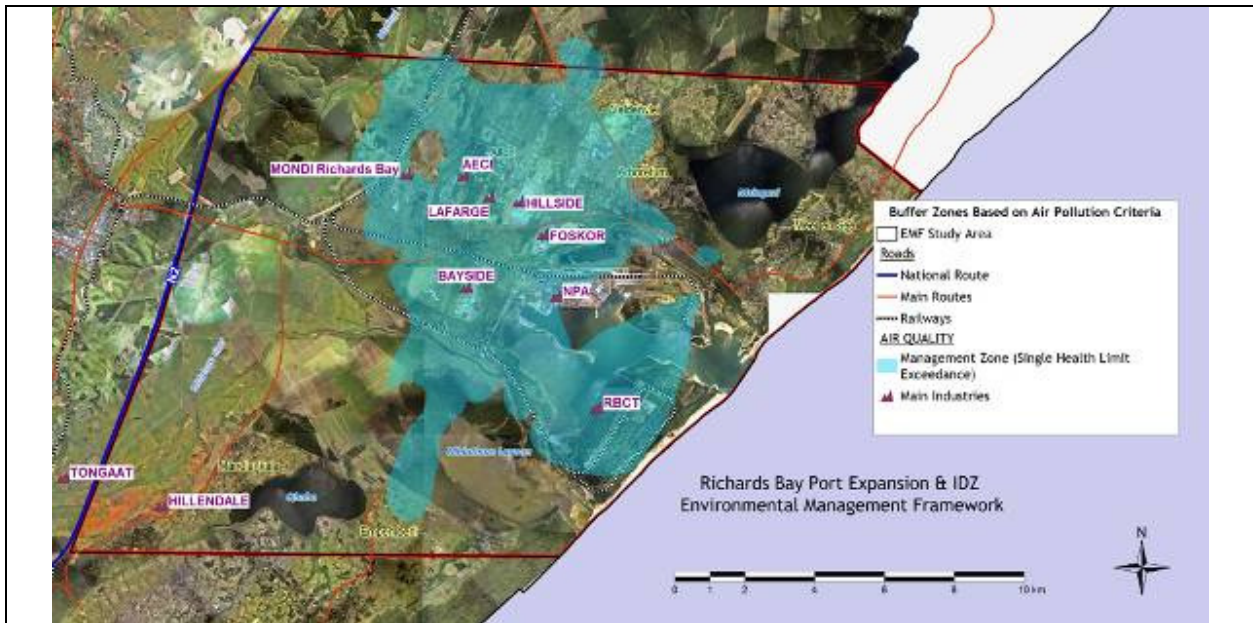 MONDI Richards Bay
AECI
LAFARGE
HILLSIDE
FOSKOR
BAYSIDE
NPA
RBCT
TONGAAT
HILLENDALE
N2
Buffer Zones Based on Air Pollution Criteria
EMF Study Area
Roads
National Route
Main Routes
Railways
AIR QUALITY
Management Zone (Single Health Limit
Exceedance)
Main Industries
Richards Bay Port Expansion & IDZ
Environmental Management Framework
N
0 1 2 4 6 8 10 km